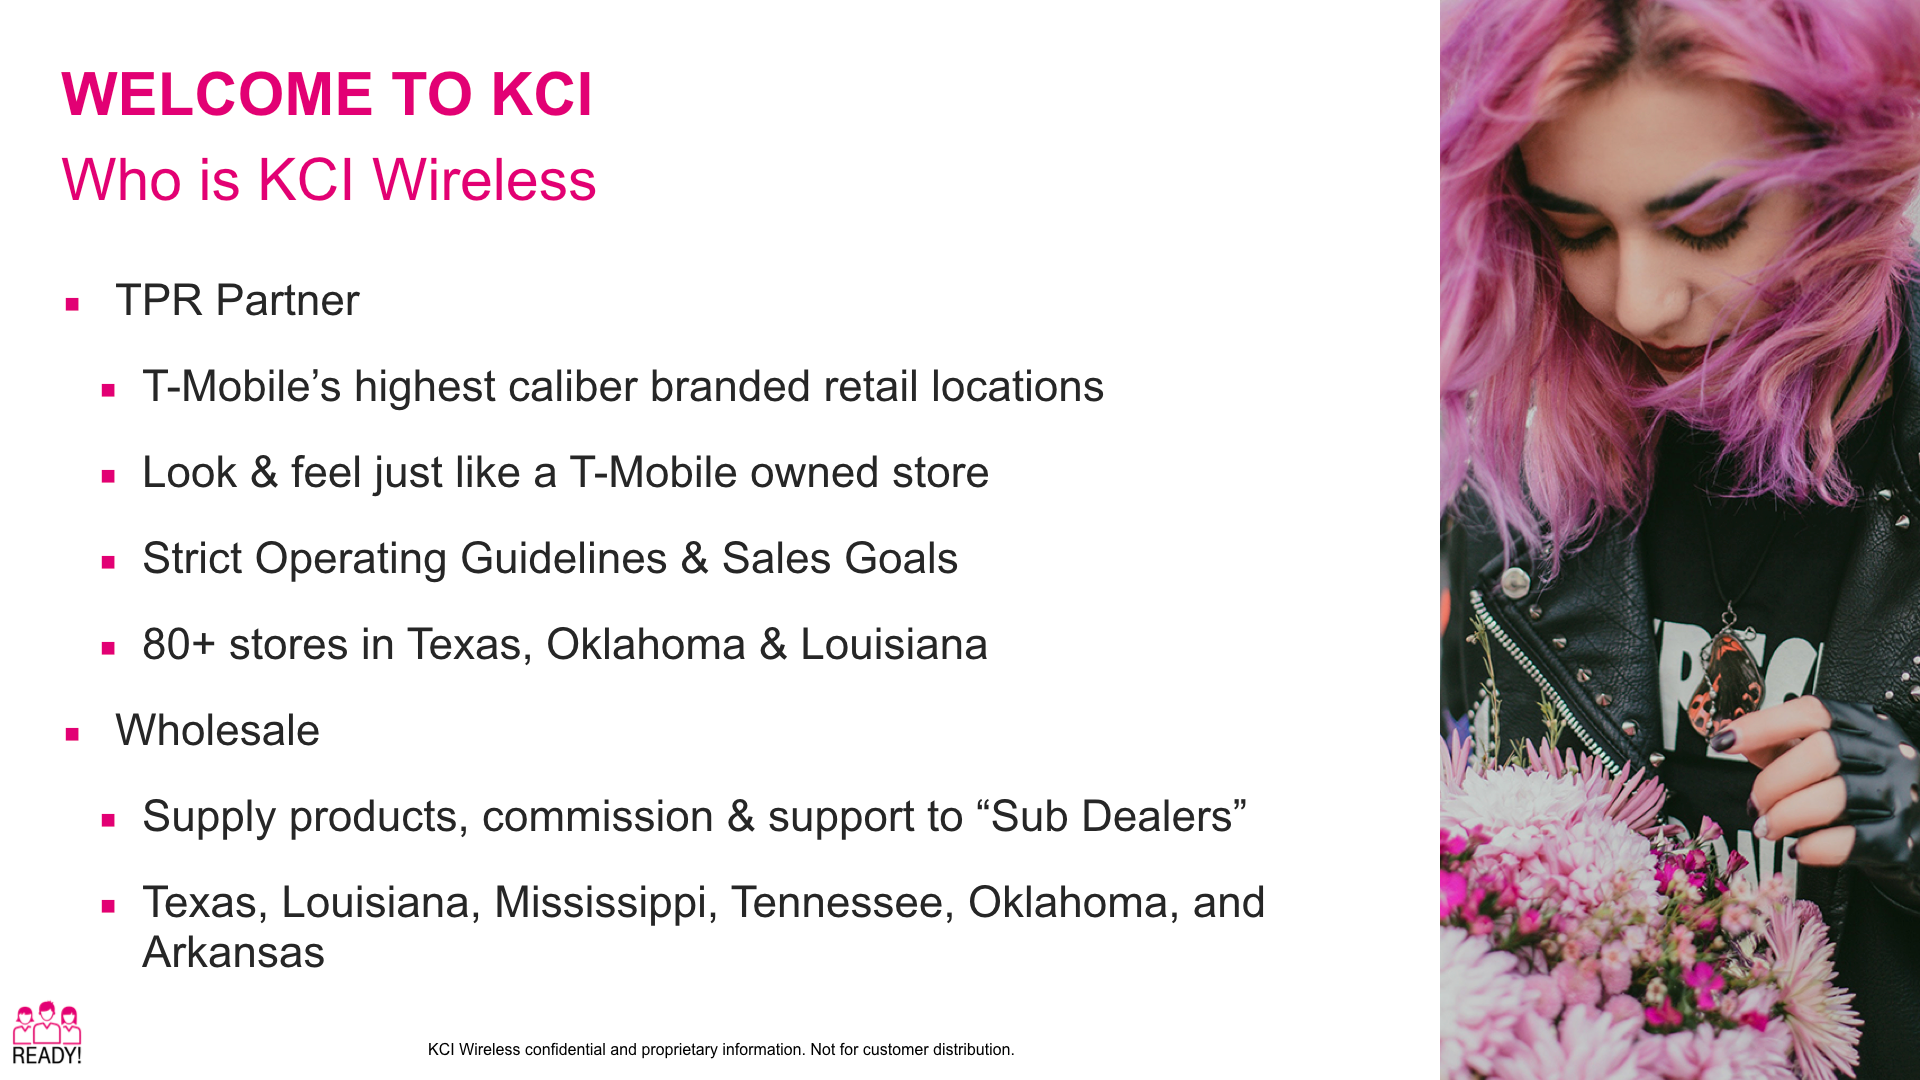 WELCOME TO KCI
Who is KCI Wireless
TPR Partner
T-Mobile’s highest caliber branded retail locations
Look & feel just like a T-Mobile owned store
Strict Operating Guidelines & Sales Goals
80+ stores in Texas, Oklahoma & Louisiana
Wholesale
Supply products, commission & support to “Sub Dealers”
Texas, Louisiana, Mississippi, Tennessee, Oklahoma, and
Arkansas
READY!
KCI Wireless confidential and proprietary information. Not for customer distribution.